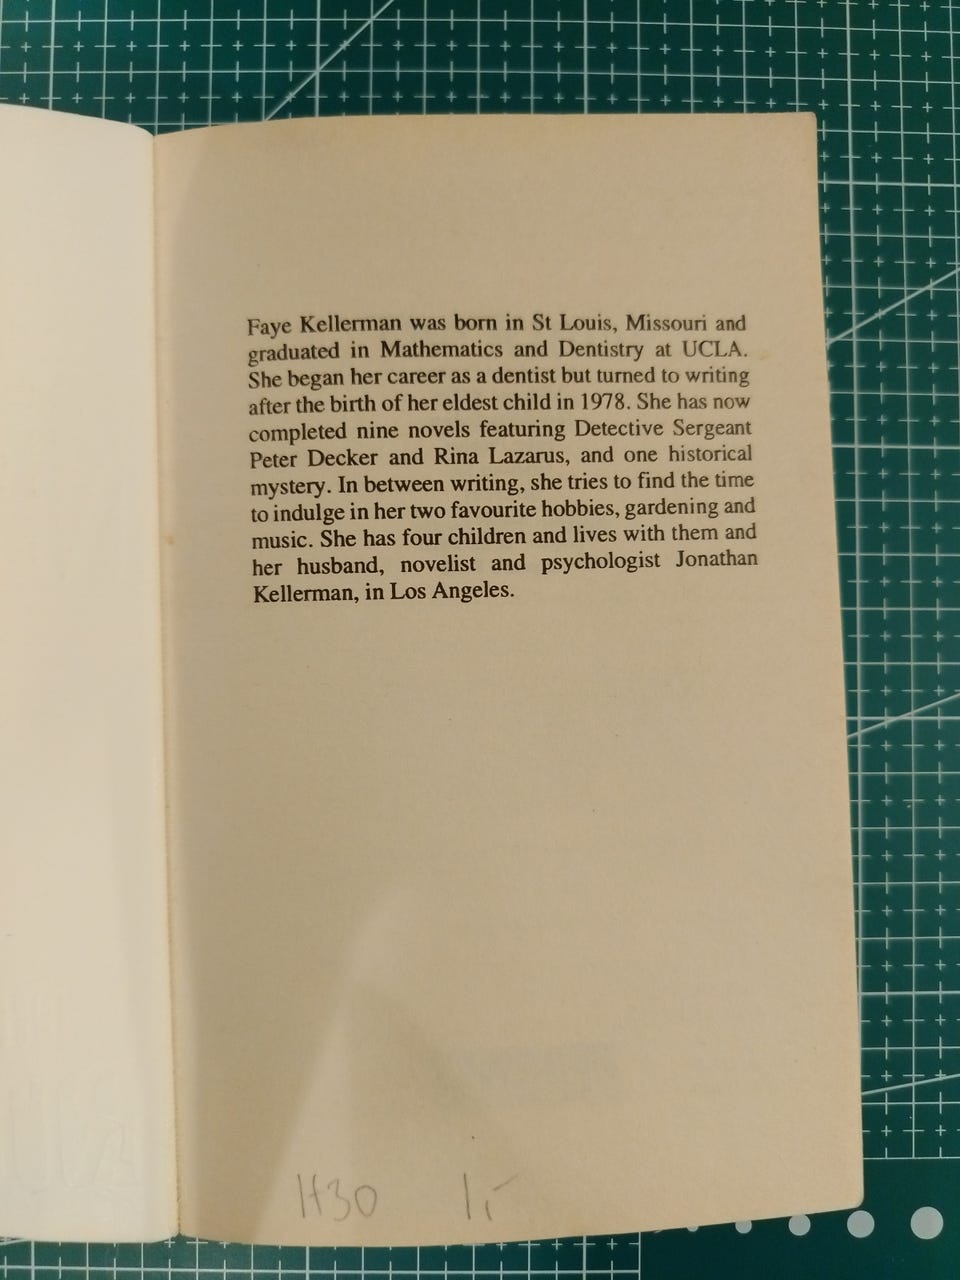 Faye Kellerman was born in St Louis, Missouri and
graduated in Mathematics and Dentistry at UCLA.
She began her career as a dentist but turned to writing
after the birth of her eldest child in 1978. She has now
completed nine novels featuring Detective Sergeant
Peter Decker and Rina Lazarus, and one historical
mystery. In between writing, she tries to find the time
to indulge in her two favourite hobbies, gardening and
music. She has four children and lives with them and
her husband, novelist and psychologist Jonathan
Kellerman, in Los Angeles.
H30